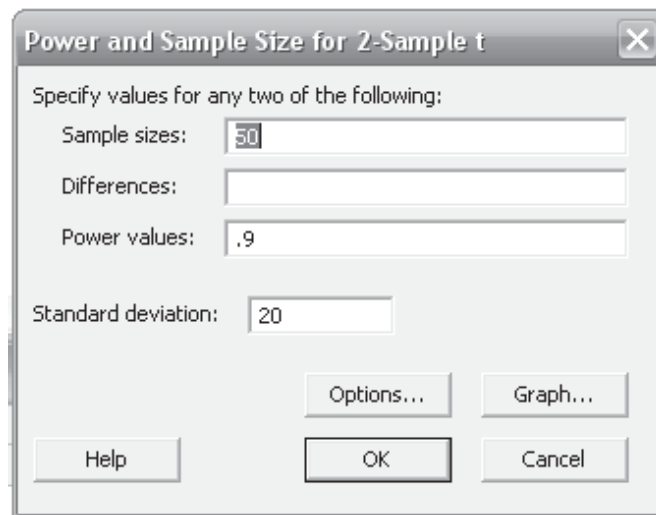 Power and Sample Size for 2-Sample t
Specify values for any two of the following:
Sample sizes: 50
Differences:
Power values: .9
Standard deviation: 20
Options... Graph...
Help OK Cancel